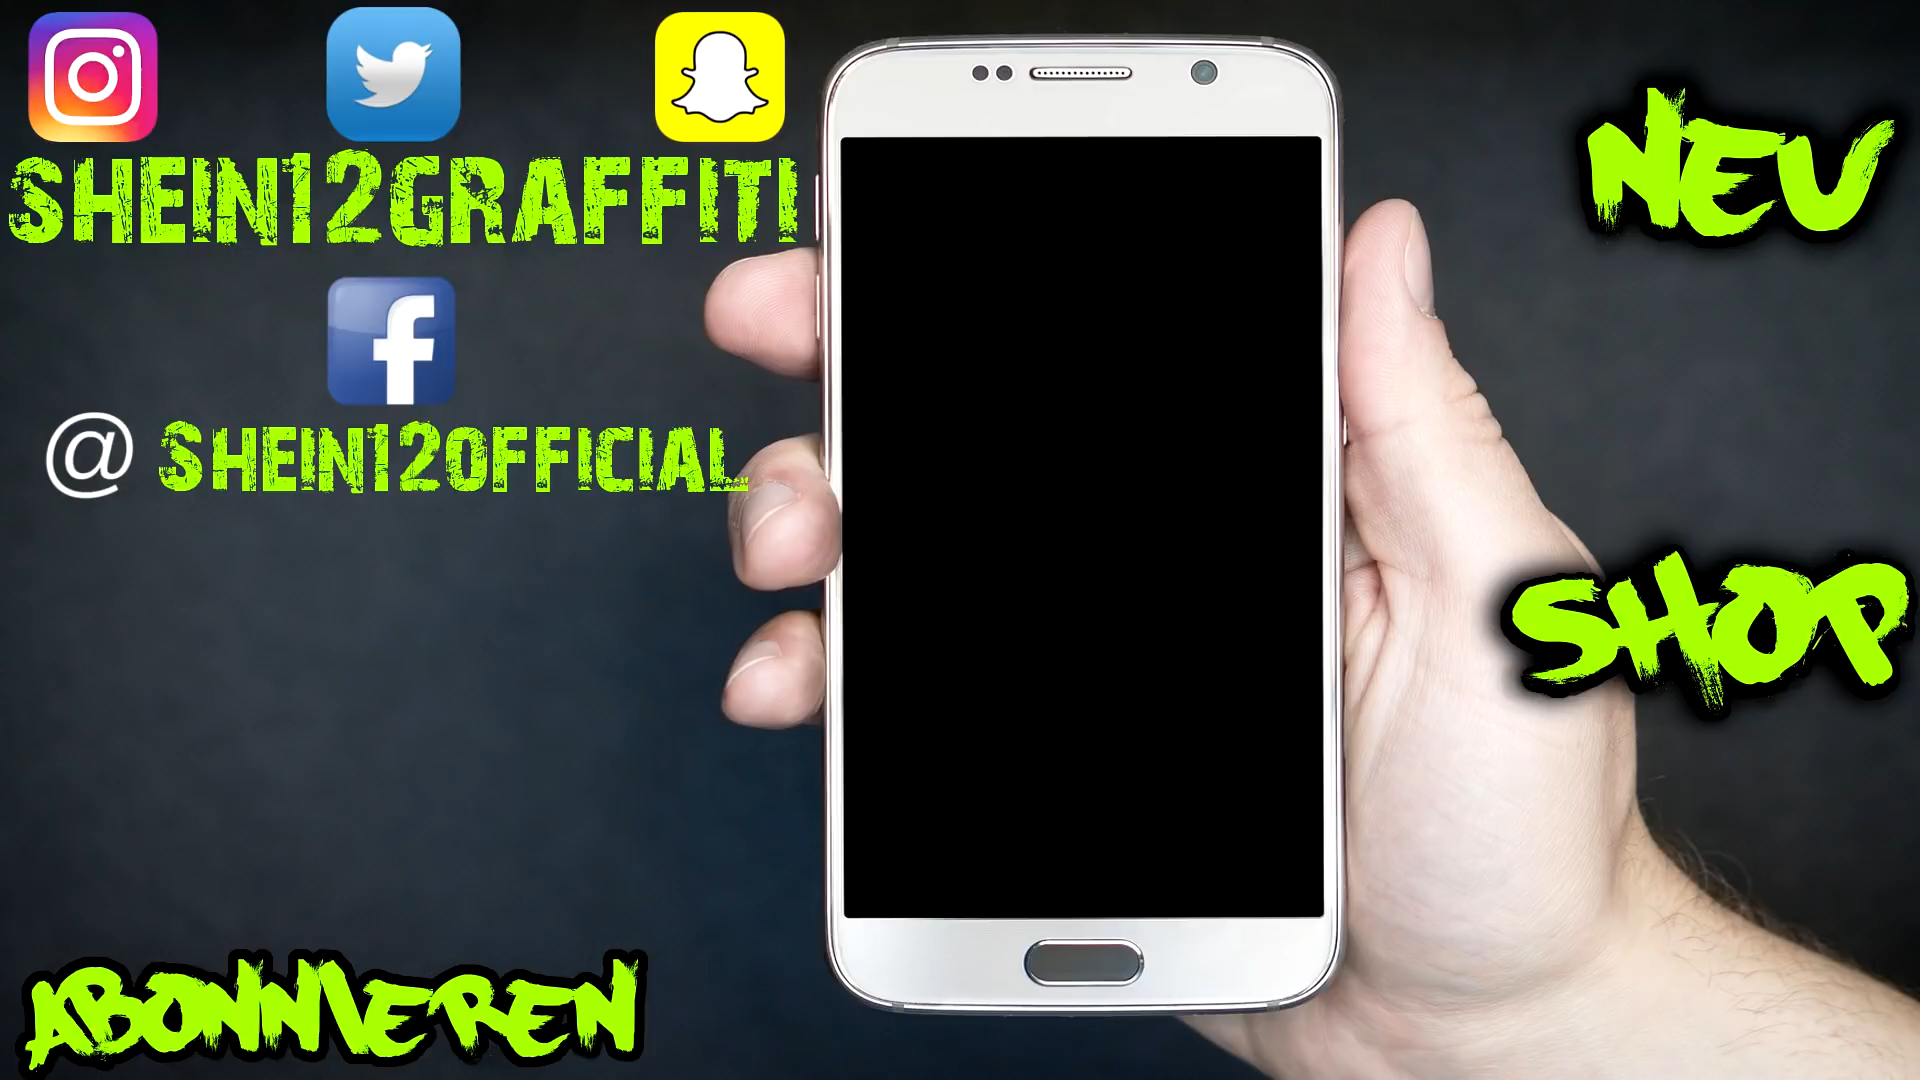 SHEIN12GRAFFITI
@ SHEIN12OFFICIAL
NEU
SHOP
ABONNIEREN